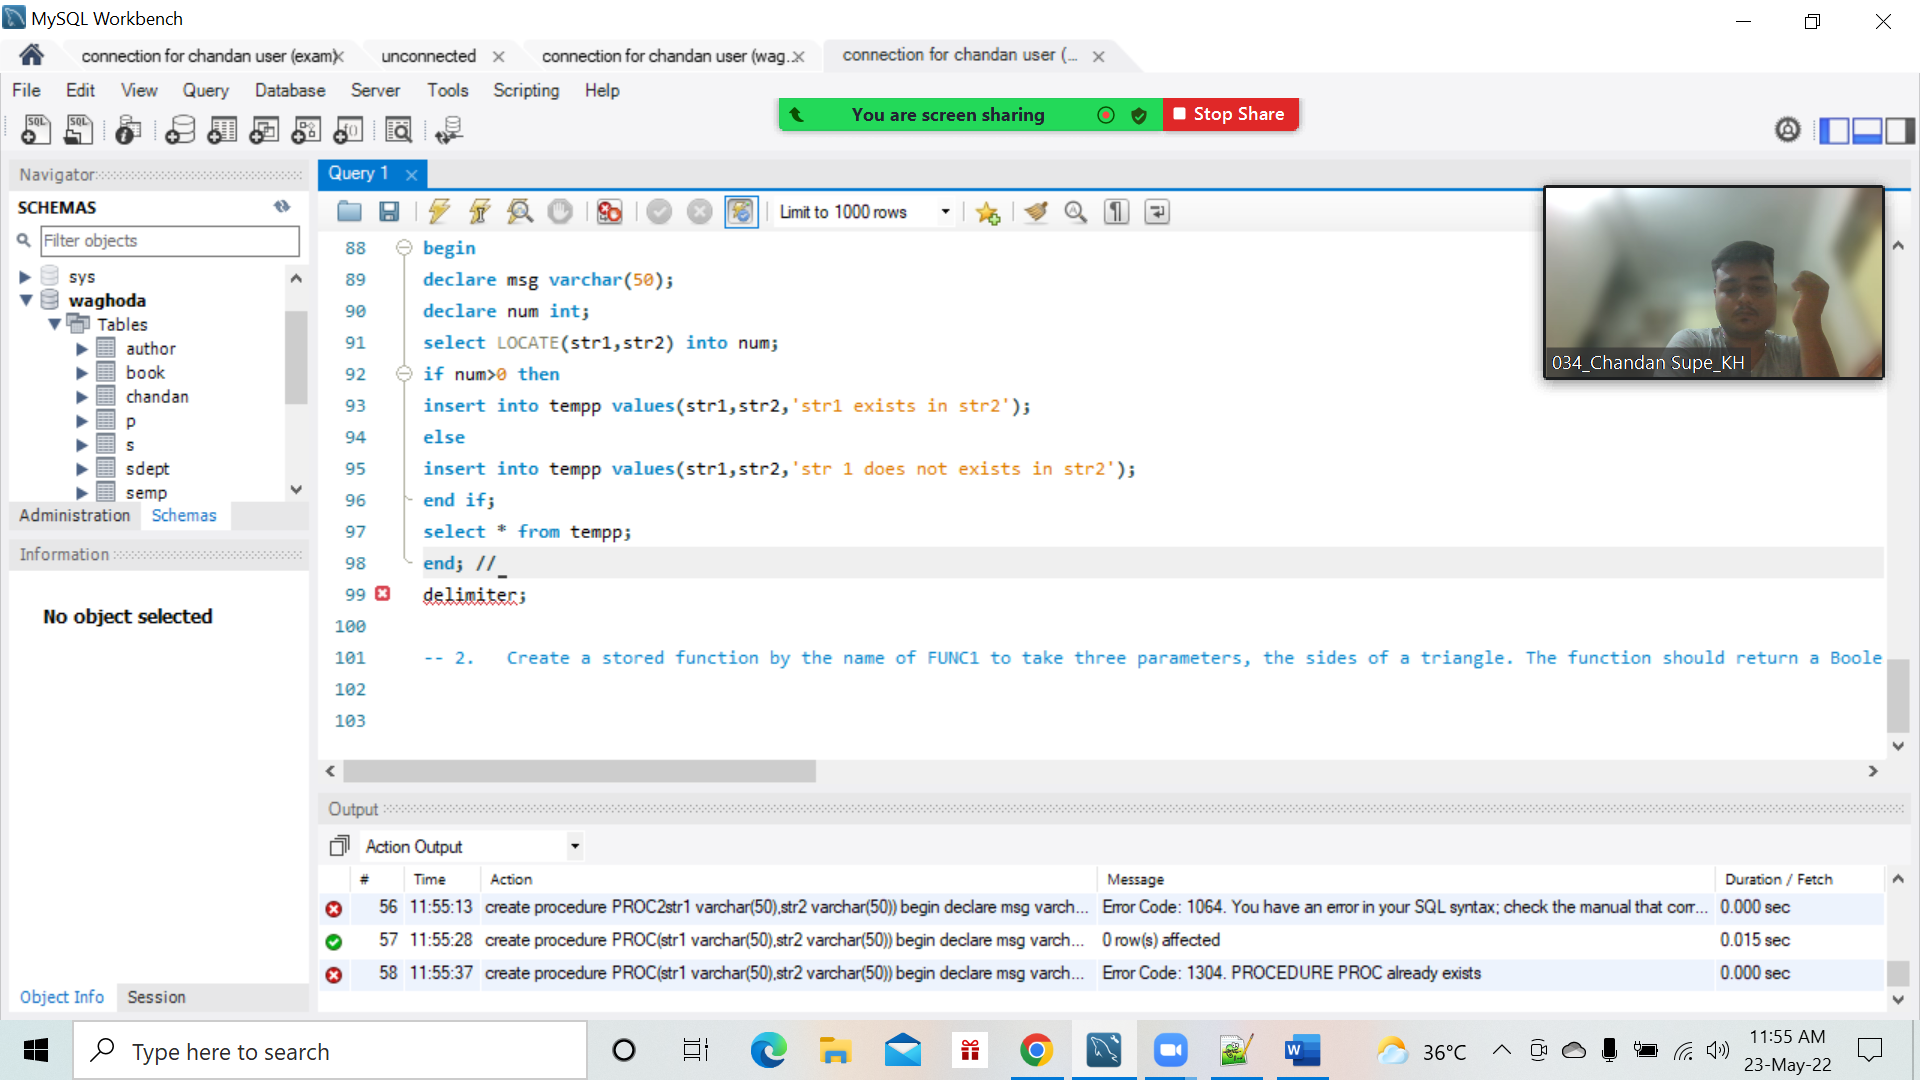 MySQL Workbench
connection for chandan user (exam)
unconnected
connection for chandan user (wag...
connection for chandan user (...
File Edit View Query Database Server Tools Scripting Help
You are screen sharing
Stop Share
Navigator
SCHEMAS
Filter objects
sys
waghoda
Tables
author
book
chandan
p
s
sdept
semp
Administration Schemas
Information
No object selected
Object Info Session
Query 1
Limit to 1000 rows
88 begin
89 declare msg varchar(50);
90 declare num int;
91 select LOCATE(str1,str2) into num;
92 if num>0 then
93 insert into tempp values(str1,str2,'str1 exists in str2');
94 else
95 insert into tempp values(str1,str2,'str 1 does not exists in str2');
96 end if;
97 select * from tempp;
98 end; //
99 delimiter;
100
101 -- 2. Create a stored function by the name of FUNC1 to take three parameters, the sides of a triangle. The function should return a Boole
102
103
034_Chandan Supe_KH
Output
Action Output
# Time Action Message Duration / Fetch
56 11:55:13 create procedure PROC2str1 varchar(50),str2 varchar(50)) begin declare msg varch... Error Code: 1064. You have an error in your SQL syntax; check the manual that corr... 0.000 sec
57 11:55:28 create procedure PROC(str1 varchar(50),str2 varchar(50)) begin declare msg varch... 0 row(s) affected 0.015 sec
58 11:55:37 create procedure PROC(str1 varchar(50),str2 varchar(50)) begin declare msg varch... Error Code: 1304. PROCEDURE PROC already exists 0.000 sec
Type here to search
36°C
11:55 AM
23-May-22